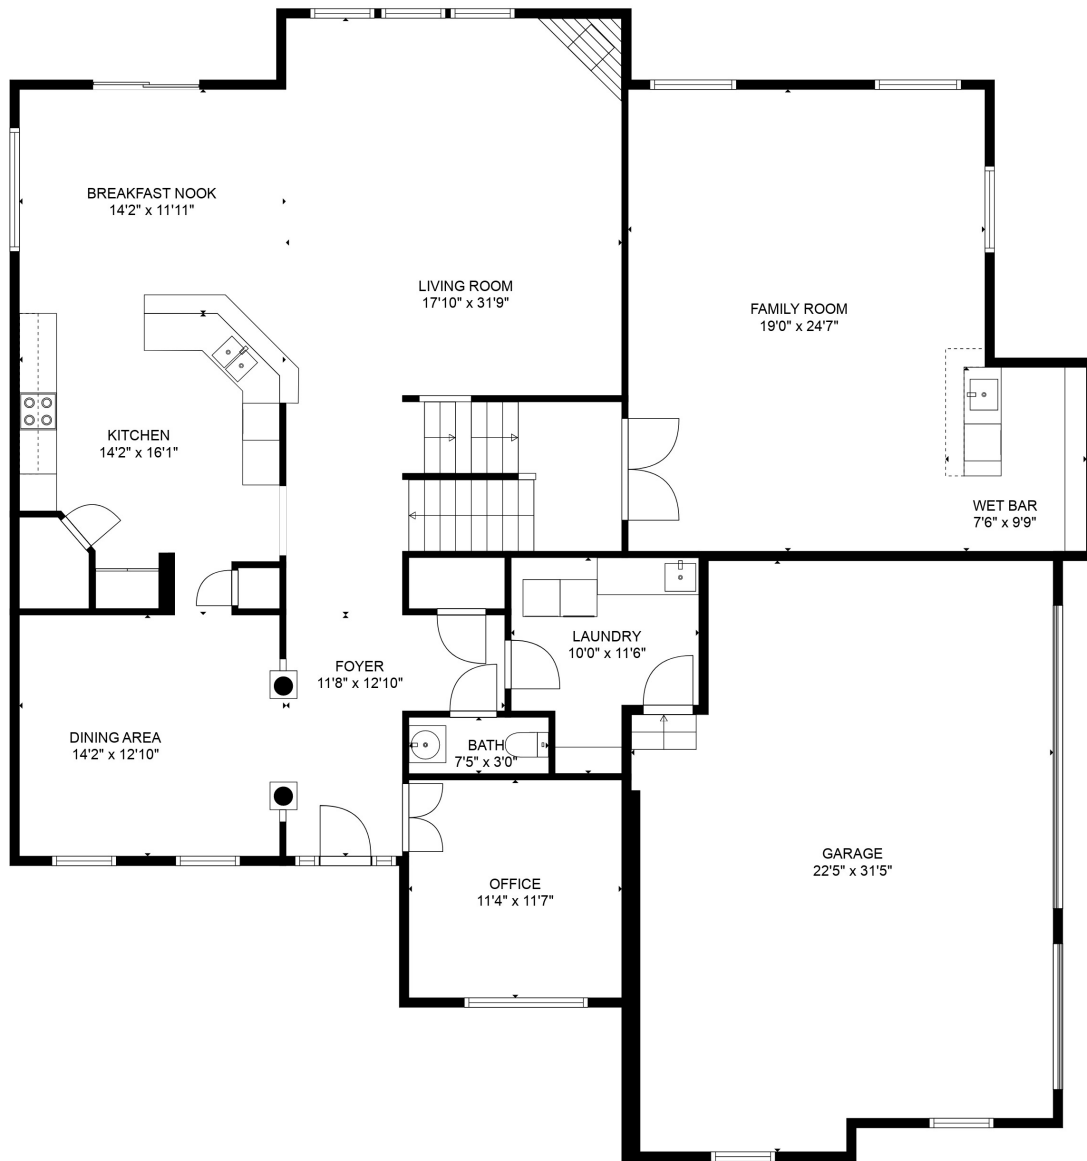 BREAKFAST NOOK
14'2" x 11'11"
LIVING ROOM
17'10" x 31'9"
FAMILY ROOM
19'0" x 24'7"
KITCHEN
14'2" x 16'1"
WET BAR
7'6" x 9'9"
LAUNDRY
10'0" x 11'6"
FOYER
11'8" x 12'10"
DINING AREA
14'2" x 12'10"
BATH
7'5" x 3'0"
GARAGE
22'5" x 31'5"
OFFICE
11'4" x 11'7"